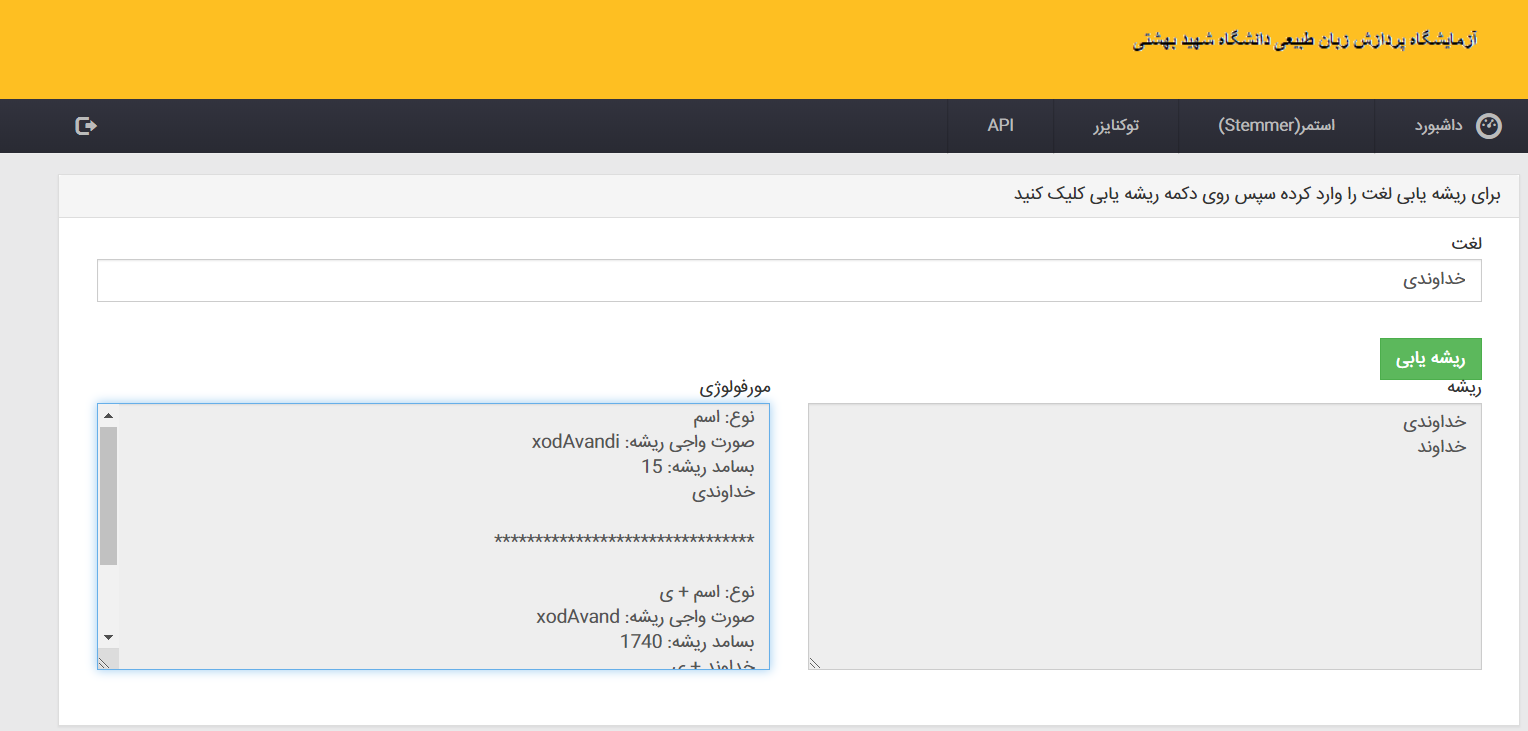 آزمایشگاه پردازش زبان طبیعی دانشگاه شهید بهشتی
داشبورد
استمر(Stemmer)
توکنایزر
API
برای ریشه یابی لغت را وارد کرده سپس روی دکمه ریشه یابی کلیک کنید
لغت
خداوندی
ریشه یابی
ریشه
خداوندی
خداوند
مورفولوژی
نوع: اسم
صورت واجی ریشه: xodAvandi
بسامد ریشه: 15
خداوندی
********************************
نوع: اسم + ی
صورت واجی ریشه: xodAvand
بسامد ریشه: 1740
خداوند + ی